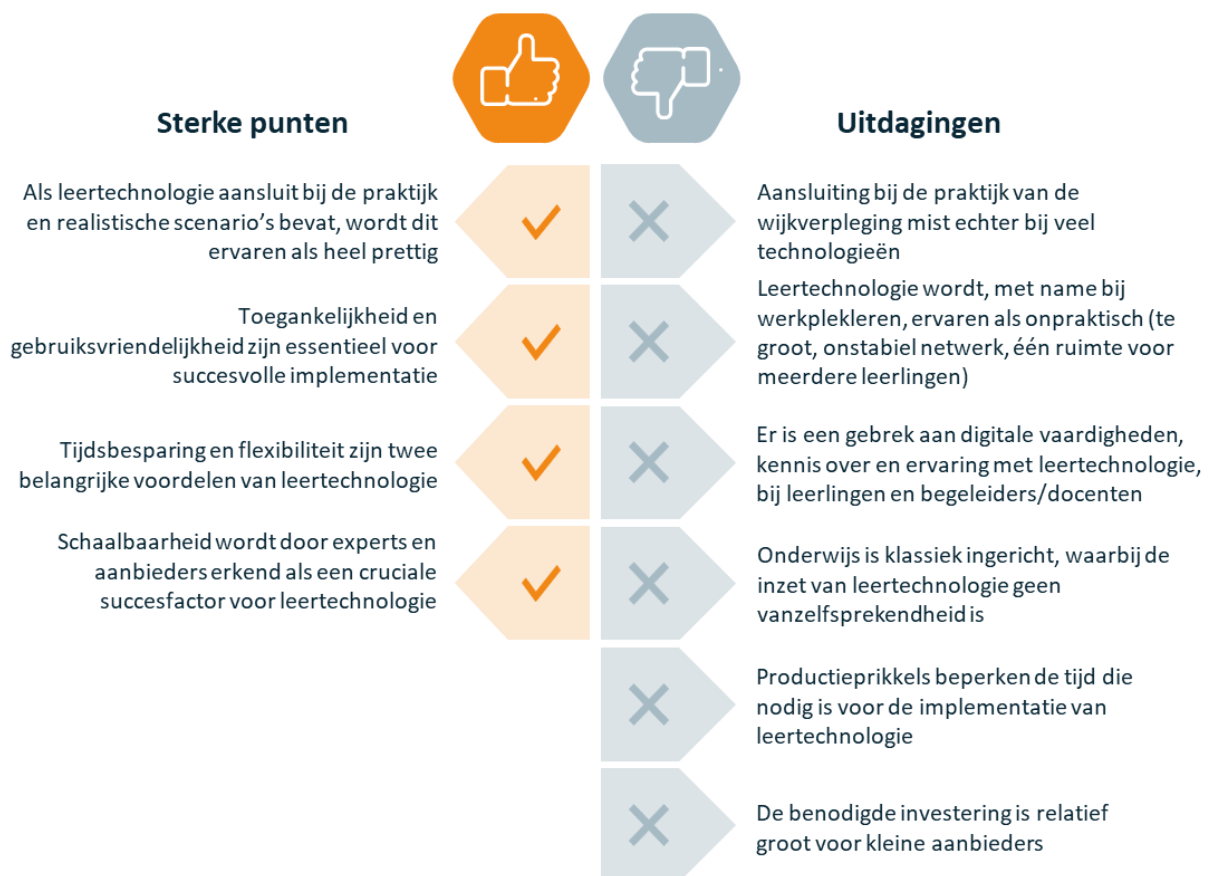 Sterke punten
Als leertechnologie aansluit bij de praktijk
en realistische scenario's bevat, wordt dit
ervaren als heel prettig
Toegankelijkheid en
gebruiksvriendelijkheid zijn essentieel voor
succesvolle implementatie
Tijdsbesparing en flexibiliteit zijn twee
belangrijke voordelen van leertechnologie
Schaalbaarheid wordt door experts en
aanbieders erkend als een cruciale
succesfactor voor leertechnologie
Uitdagingen
Aansluiting bij de praktijk van de
wijkverpleging mist echter bij veel
technologieën
Leertechnologie wordt, met name bij
werkplekleren, ervaren als onpraktisch (te
groot, onstabiel netwerk, één ruimte voor
meerdere leerlingen)
Er is een gebrek aan digitale vaardigheden,
kennis over en ervaring met leertechnologie,
bij leerlingen en begeleiders/docenten
Onderwijs is klassiek ingericht, waarbij de
inzet van leertechnologie geen
vanzelfsprekendheid is
Productieprikkels beperken de tijd die
nodig is voor de implementatie van
leertechnologie
De benodigde investering is relatief
groot voor kleine aanbieders